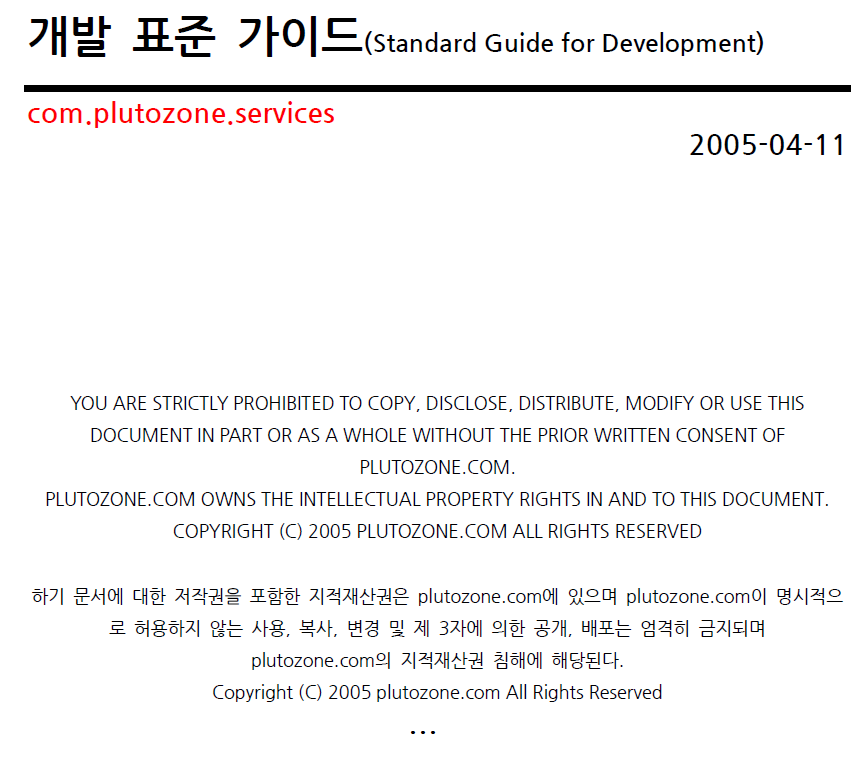 개발 표준 가이드(Standard Guide for Development)
com.plutozone.services
2005-04-11
YOU ARE STRICTLY PROHIBITED TO COPY, DISCLOSE, DISTRIBUTE, MODIFY OR USE THIS
DOCUMENT IN PART OR AS A WHOLE WITHOUT THE PRIOR WRITTEN CONSENT OF
PLUTOZONE.COM.
PLUTOZONE.COM OWNS THE INTELLECTUAL PROPERTY RIGHTS IN AND TO THIS DOCUMENT.
COPYRIGHT (C) 2005 PLUTOZONE.COM ALL RIGHTS RESERVED
하기 문서에 대한 저작권을 포함한 지적재산권은 plutozone.com에 있으며 plutozone.com이 명시적으
로 허용하지 않는 사용, 복사, 변경 및 제 3자에 의한 공개, 배포는 엄격히 금지되며
plutozone.com의 지적재산권 침해에 해당된다.
Copyright (C) 2005 plutozone.com All Rights Reserved
...